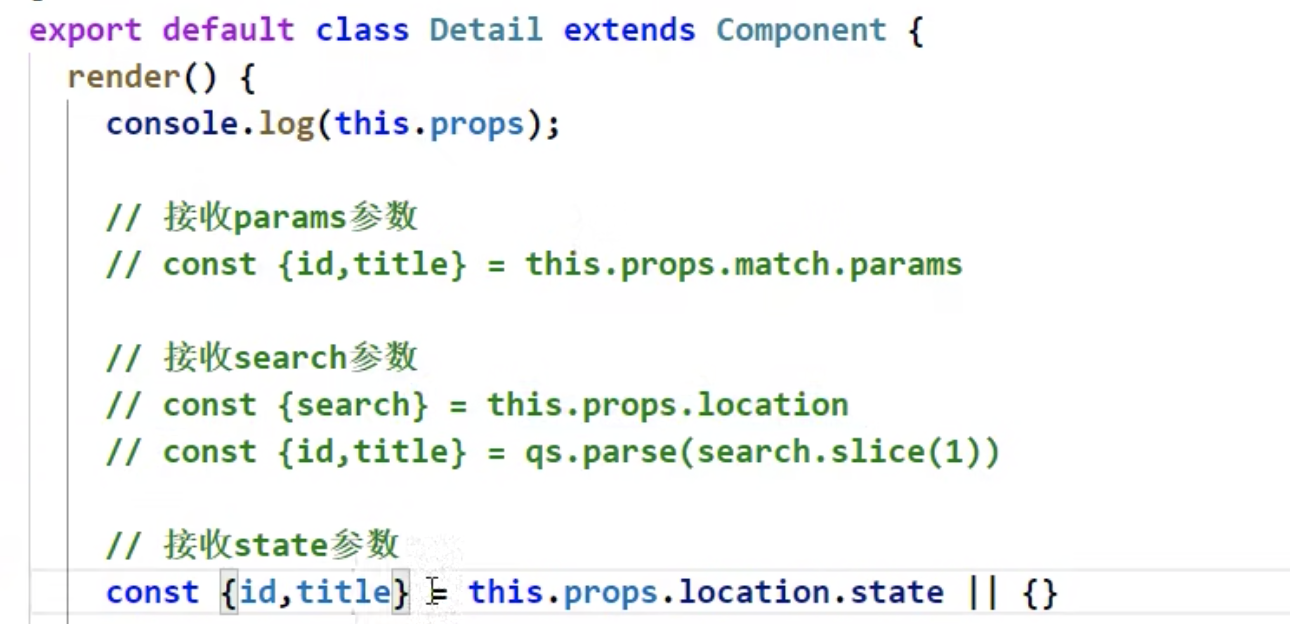 export default class Detail extends Component {
render() {
console.log(this.props);
// 接收params参数
// const {id,title} = this.props.match.params
// 接收search参数
// const {search} = this.props.location
// const {id,title} = qs.parse(search.slice(1))
// 接收state参数
const {id,title} = this.props.location.state || {}